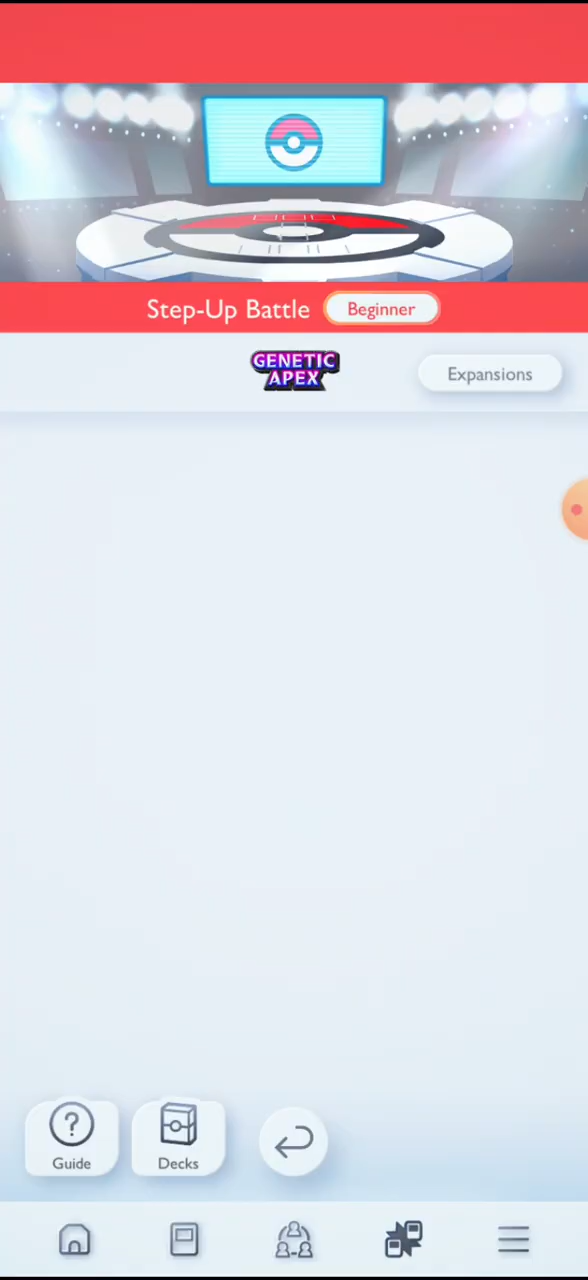 Step-Up Battle Beginner
GENETIC
APEX
Expansions
?
Guide
Decks